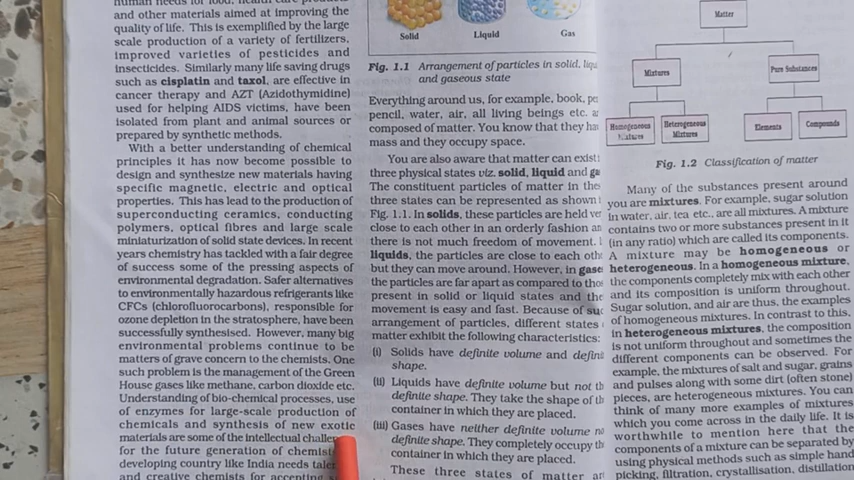 human needs for food, health care products
and other materials aimed at improving the
quality of life. This is exemplified by the large
scale production of a variety of fertilizers,
improved varieties of pesticides and
insecticides. Similarly many life saving drugs
such as cisplatin and taxol, are effective in
cancer therapy and AZT (Azidothymidine)
used for helping AIDS victims, have been
isolated from plant and animal sources or
prepared by synthetic methods.
With a better understanding of chemical
principles it has now become possible to
design and synthesize new materials having
specific magnetic, electric and optical
properties. This has lead to the production of
superconducting ceramics, conducting
polymers, optical fibres and large scale
miniaturization of solid state devices. In recent
years chemistry has tackled with a fair degree
of success some of the pressing aspects of
environmental degradation. Safer alternatives
to environmentally hazardous refrigerants like
CFCs (chlorofluorocarbons), responsible for
ozone depletion in the stratosphere, have been
successfully synthesised. However, many big
environmental problems continue to be
matters of grave concern to the chemists. One
such problem is the management of the Green
House gases like methane, carbon dioxide etc.
Understanding of bio-chemical processes, use
of enzymes for large-scale production of
chemicals and synthesis of new exotic
materials are some of the intellectual
for the future generation of
developing country like India needs
and creative chemists for accepting
Solid Liquid Gas
Fig. 1.1 Arrangement of particles in solid,
and gaseous state
Everything around us, for example, book,
pencil, water, air, all living beings etc.
composed of matter. You know that they
mass and they occupy space.
You are also aware that matter can exist
three physical states viz. solid, liquid and
The constituent particles of matter in
three states can be represented as shown
Fig. 1.1. In solids, these particles are held
close to each other in an orderly fashion
there is not much freedom of movement.
liquids, the particles are close to each
but they can move around. However, in
the particles are far apart as compared to
present in solid or liquid states and
movement is easy and fast. Because of
arrangement of particles, different states
matter exhibit the following characteristics:
(i) Solids have definite volume and
shape.
(ii) Liquids have definite volume but not
definite shape. They take the shape of
container in which they are placed.
(iii) Gases have neither definite volume
definite shape. They completely occupy
container in which they are placed.
These three states of matter
Matter
Mixtures Pure Substances
Homogeneous Mixtures Heterogeneous Mixtures Elements Compounds
Fig. 1.2 Classification of matter
Many of the substances present around
you are mixtures. For example, sugar solution
in water, air, tea etc., are all mixtures. A mixture
contains two or more substances present in it
(in any ratio) which are called its components.
A mixture may be homogeneous or
heterogeneous. In a homogeneous mixture,
the components completely mix with each other
and its composition is uniform throughout.
Sugar solution, and air are thus, the examples
of homogeneous mixtures. In contrast to this,
in heterogeneous mixtures, the composition
is not uniform throughout and sometimes the
different components can be observed. For
example, the mixtures of salt and sugar, grains
and pulses along with some dirt (often stone)
pieces, are heterogeneous mixtures. You can
think of many more examples of mixtures
which you come across in the daily life. It is
worthwhile to mention here that the
components of a mixture can be separated by
using physical methods such as simple hand
picking, filtration, crystallisation, distillation